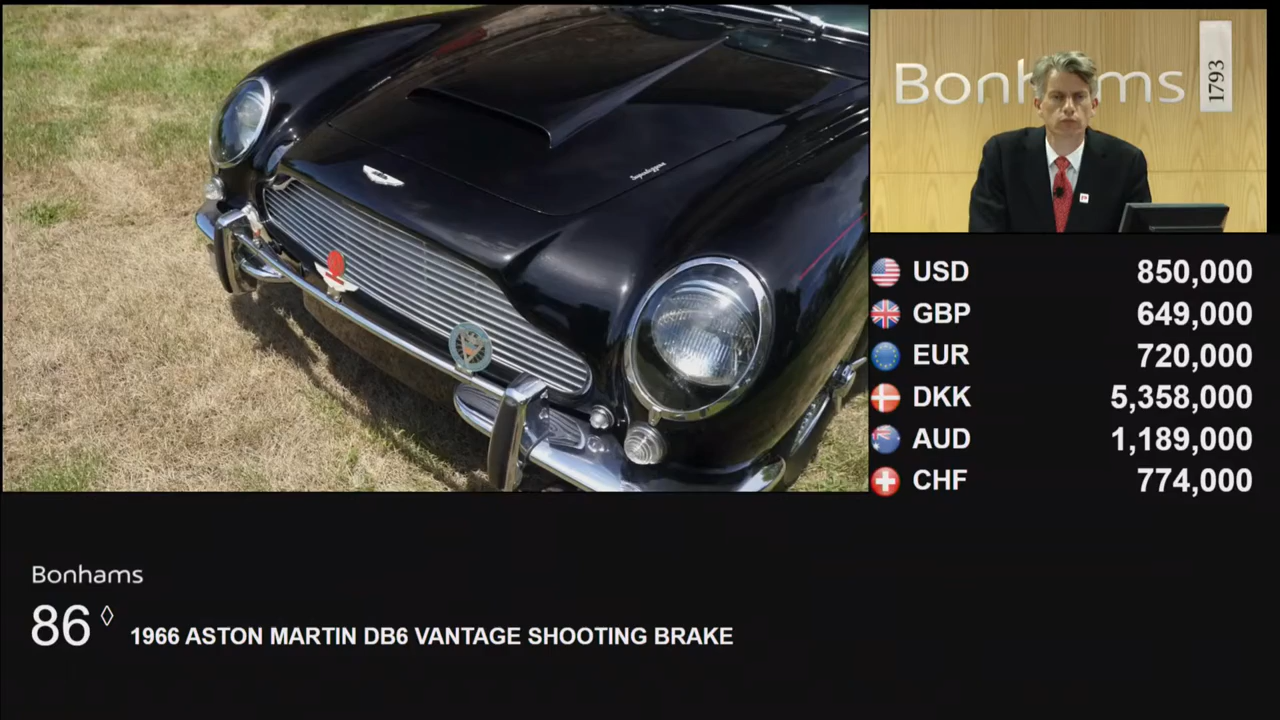 Bonhams
1793
USD 850,000
GBP 649,000
EUR 720,000
DKK 5,358,000
AUD 1,189,000
CHF 774,000
Bonhams
86 ◊ 1966 ASTON MARTIN DB6 VANTAGE SHOOTING BRAKE